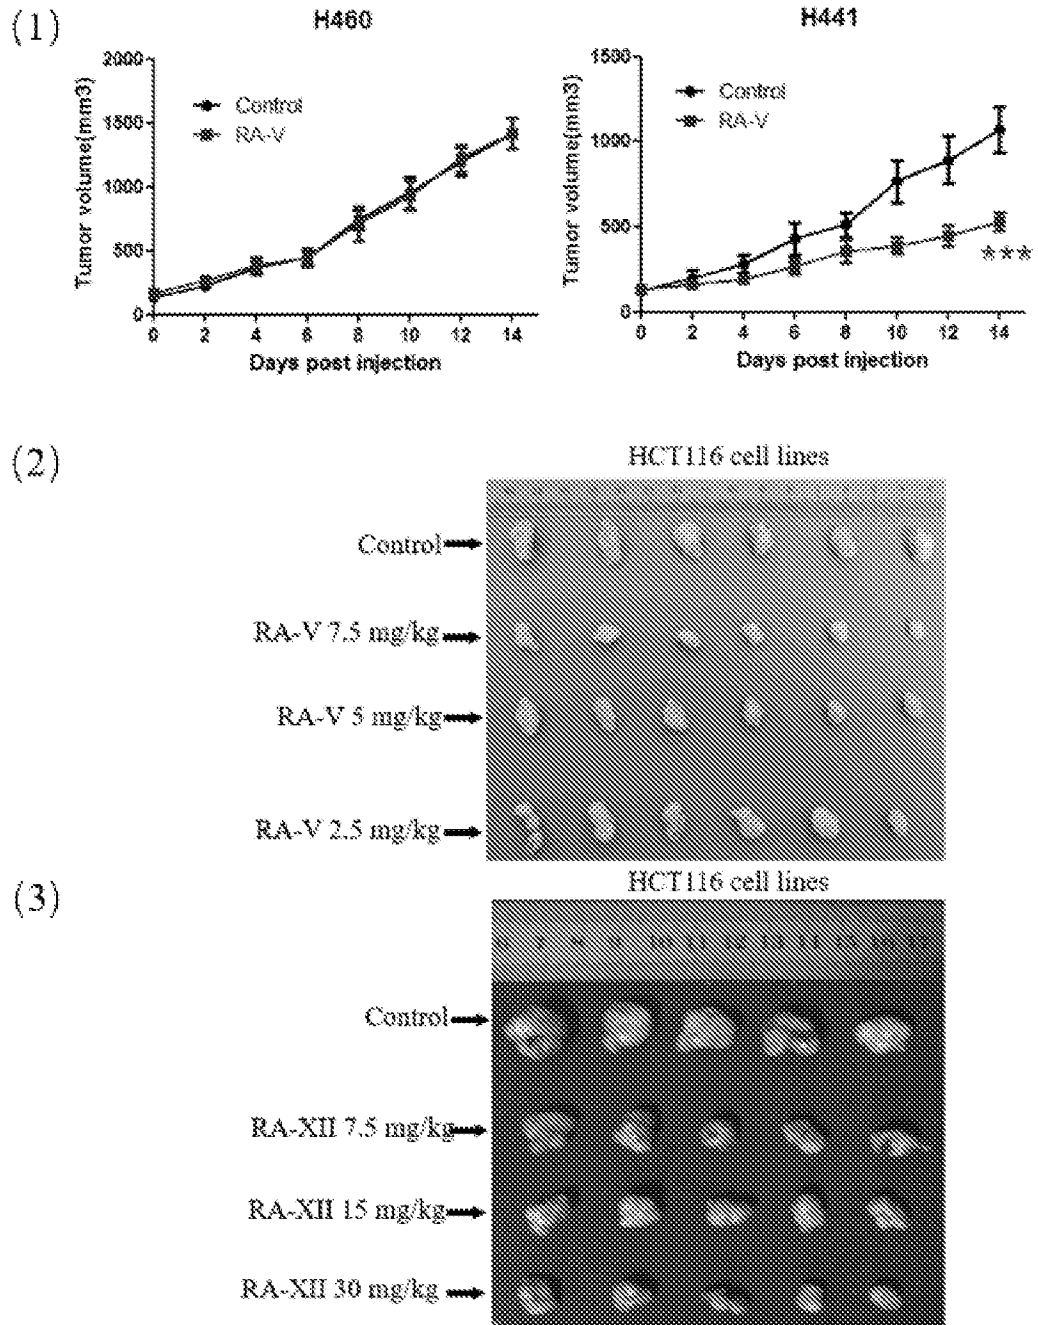 (1)
H460
Tumor volume(mm3)
2000
1500
1000
500
0
Control
RA-V
0 2 4 6 8 10 12 14
Days post injection
H441
Tumor volume(mm3)
1500
1000
500
0
Control
RA-V
***
0 2 4 6 8 10 12 14
Days post injection
(2)
HCT116 cell lines
Control
RA-V 7.5 mg/kg
RA-V 5 mg/kg
RA-V 2.5 mg/kg
(3)
HCT116 cell lines
Control
RA-XII 7.5 mg/kg
RA-XII 15 mg/kg
RA-XII 30 mg/kg